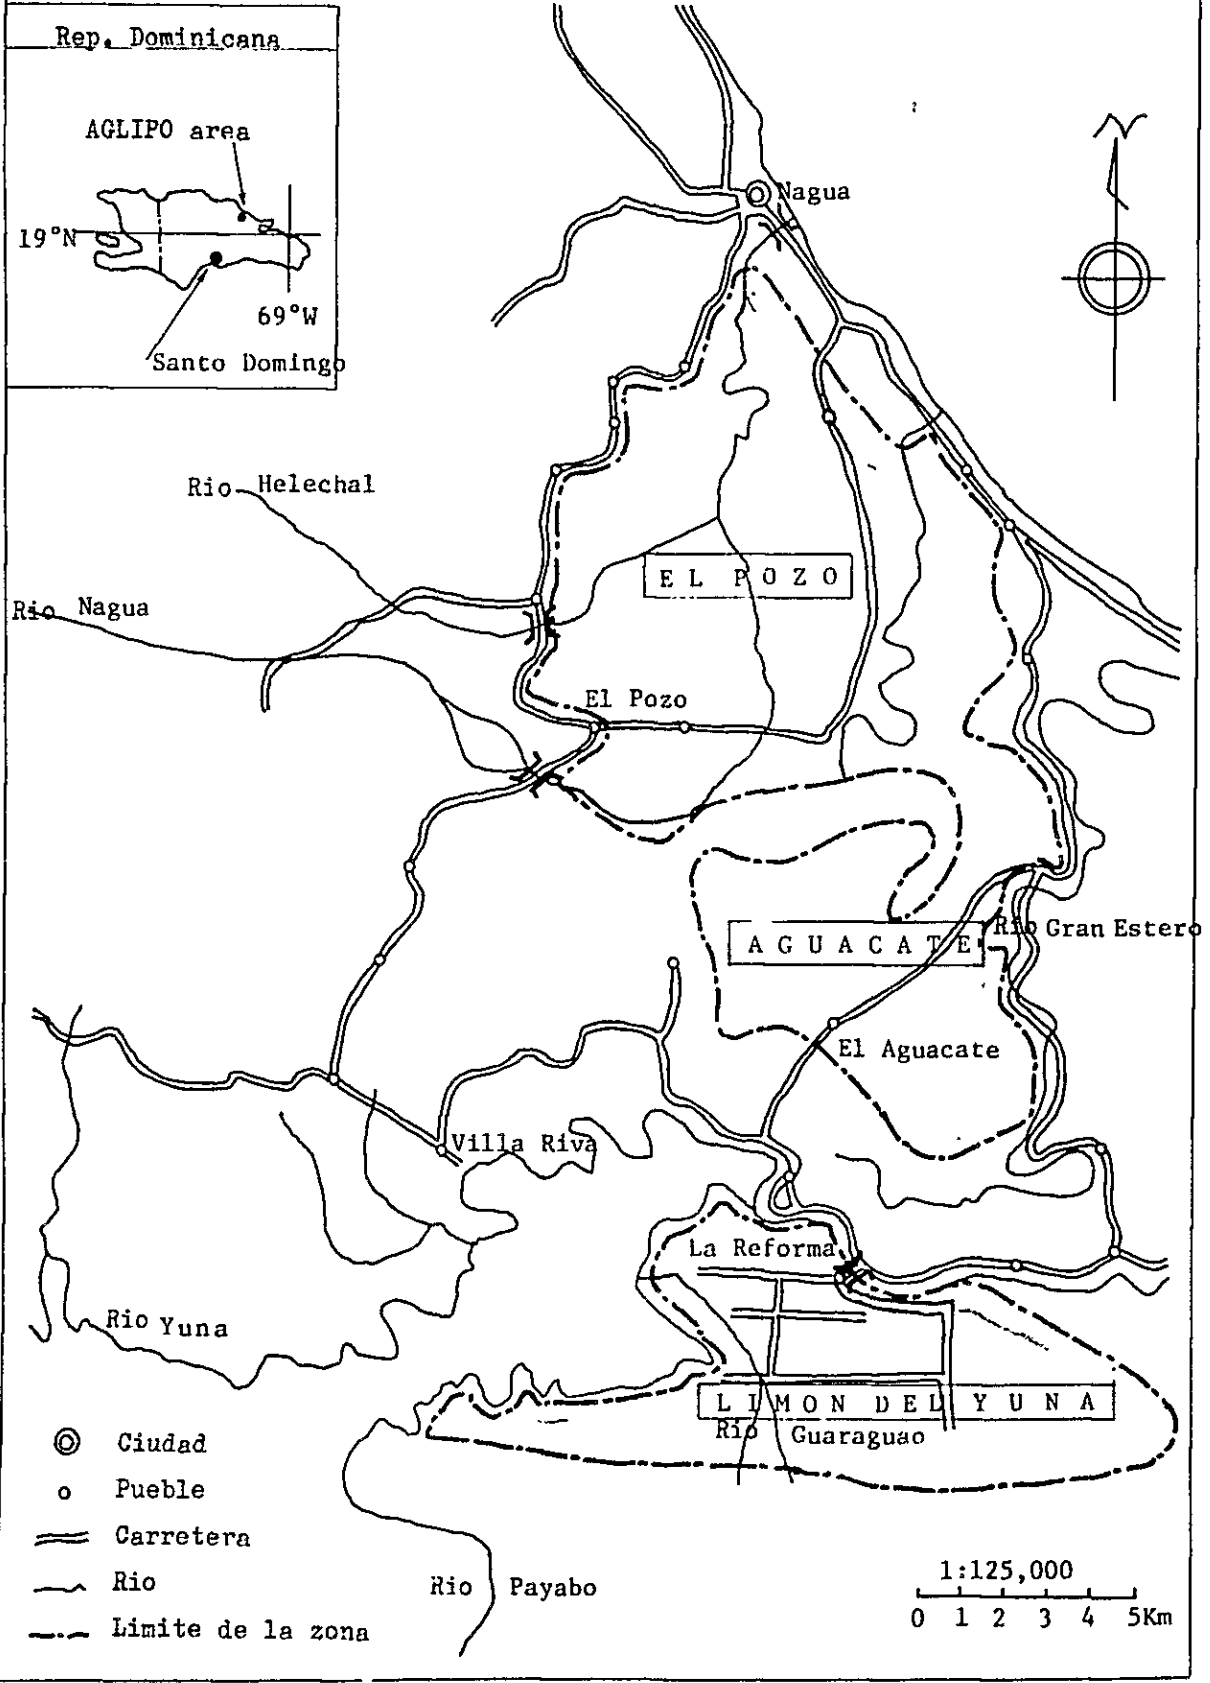 Rep. Dominicana
AGLIPO area
19°N
69°W
Santo Domingo
N
Nagua
Rio Helechal
EL POZO
Rio Nagua
El Pozo
AGUACATE
Rio Gran Estero
El Aguacate
Villa Riva
La Reforma
Rio Yuna
LIMON DEL YUNA
Rio Guaraguao
Ciudad
Pueble
Carretera
Rio
Limite de la zona
Rio Payabo
1:125,000
0 1 2 3 4 5Km